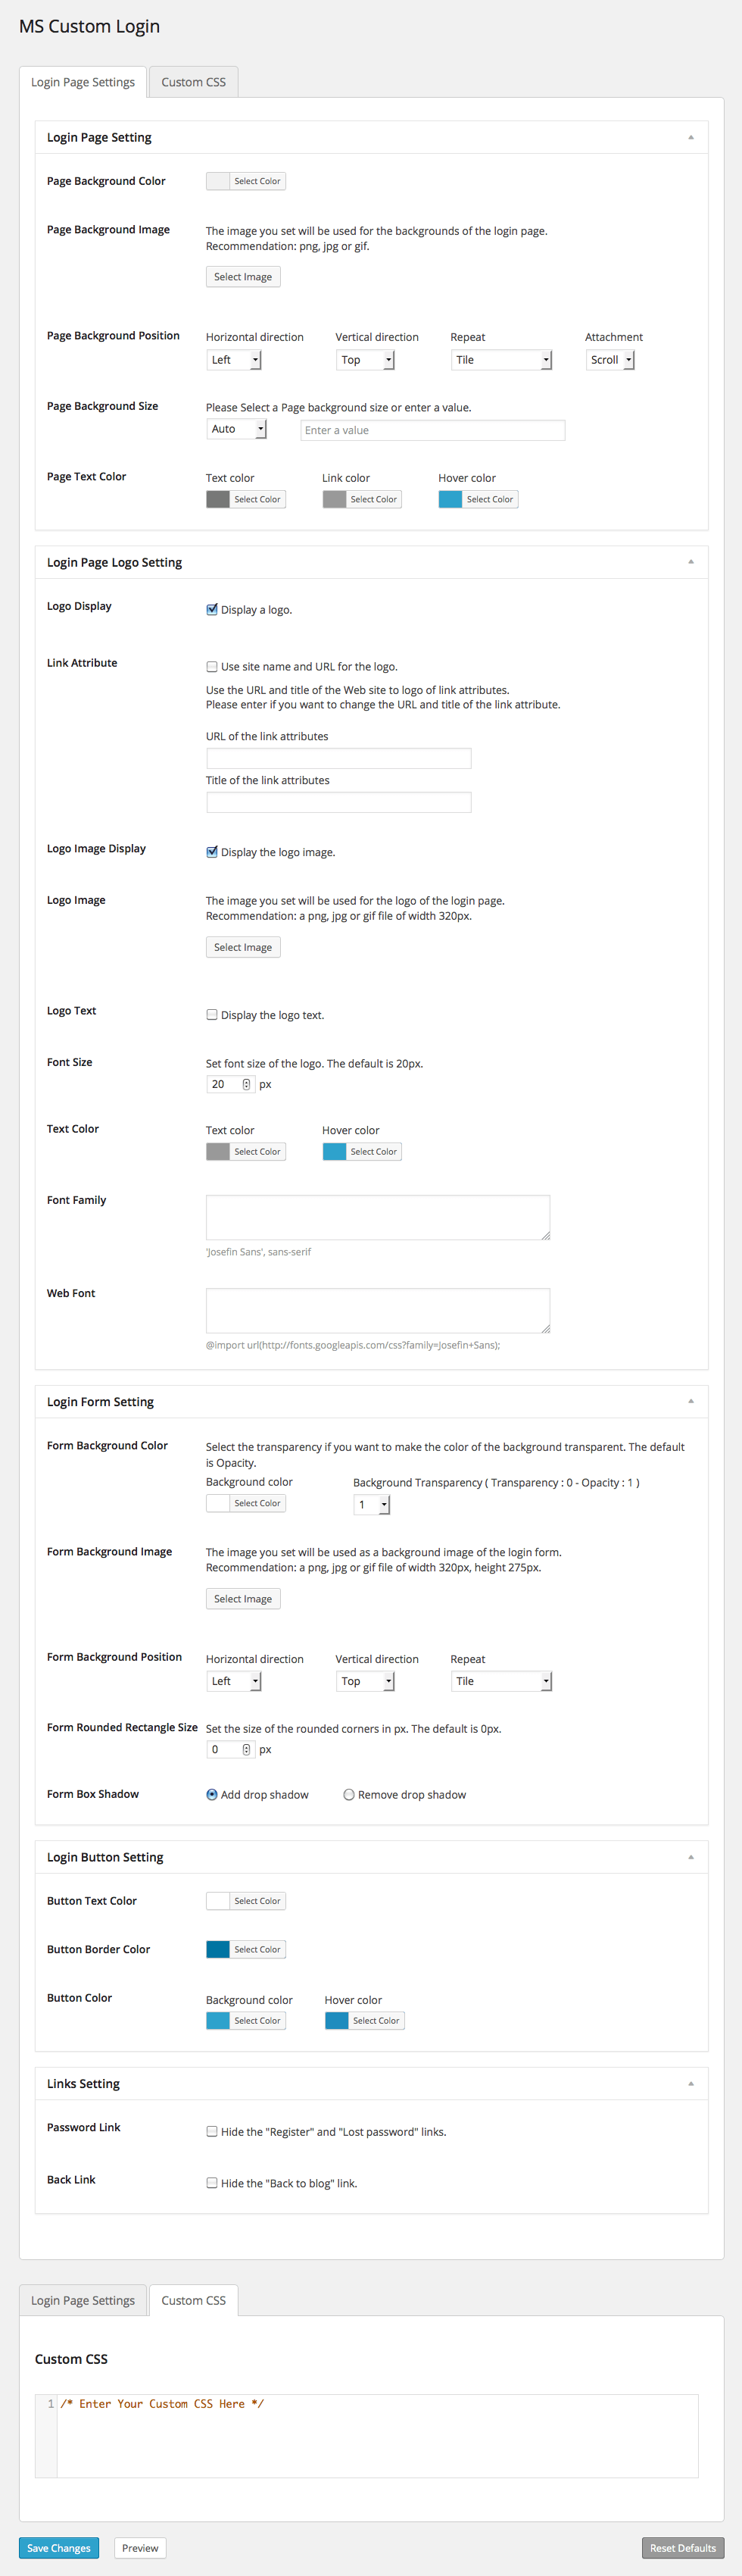 MS Custom Login
Login Page Settings
Custom CSS
Login Page Setting
Page Background Color
Select Color
Page Background Image
The image you set will be used for the backgrounds of the login page.
Recommendation: png, jpg or gif.
Select Image
Page Background Position
Horizontal direction
Vertical direction
Repeat
Attachment
Left
Top
Tile
Scroll
Page Background Size
Please Select a Page background size or enter a value.
Auto
Enter a value
Page Text Color
Text color
Link color
Hover color
Select Color
Select Color
Select Color
Login Page Logo Setting
Logo Display
Display a logo.
Link Attribute
Use site name and URL for the logo.
Use the URL and title of the Web site to logo of link attributes.
Please enter if you want to change the URL and title of the link attribute.
URL of the link attributes
Title of the link attributes
Logo Image Display
Display the logo image.
Logo Image
The image you set will be used for the logo of the login page.
Recommendation: a png, jpg or gif file of width 320px.
Select Image
Logo Text
Display the logo text.
Font Size
Set font size of the logo. The default is 20px.
20 px
Text Color
Text color
Hover color
Select Color
Select Color
Font Family
'Josefin Sans', sans-serif
Web Font
@import url(http://fonts.googleapis.com/css?family=Josefin+Sans);
Login Form Setting
Form Background Color
Select the transparency if you want to make the color of the background transparent. The default
is Opacity.
Background color
Background Transparency ( Transparency : 0 - Opacity : 1 )
Select Color
1
Form Background Image
The image you set will be used as a background image of the login form.
Recommendation: a png, jpg or gif file of width 320px, height 275px.
Select Image
Form Background Position
Horizontal direction
Vertical direction
Repeat
Left
Top
Tile
Form Rounded Rectangle Size
Set the size of the rounded corners in px. The default is 0px.
0 px
Form Box Shadow
Add drop shadow
Remove drop shadow
Login Button Setting
Button Text Color
Select Color
Button Border Color
Select Color
Button Color
Background color
Hover color
Select Color
Select Color
Links Setting
Password Link
Hide the "Register" and "Lost password" links.
Back Link
Hide the "Back to blog" link.
Login Page Settings
Custom CSS
Custom CSS
1 /* Enter Your Custom CSS Here */
Save Changes
Preview
Reset Defaults